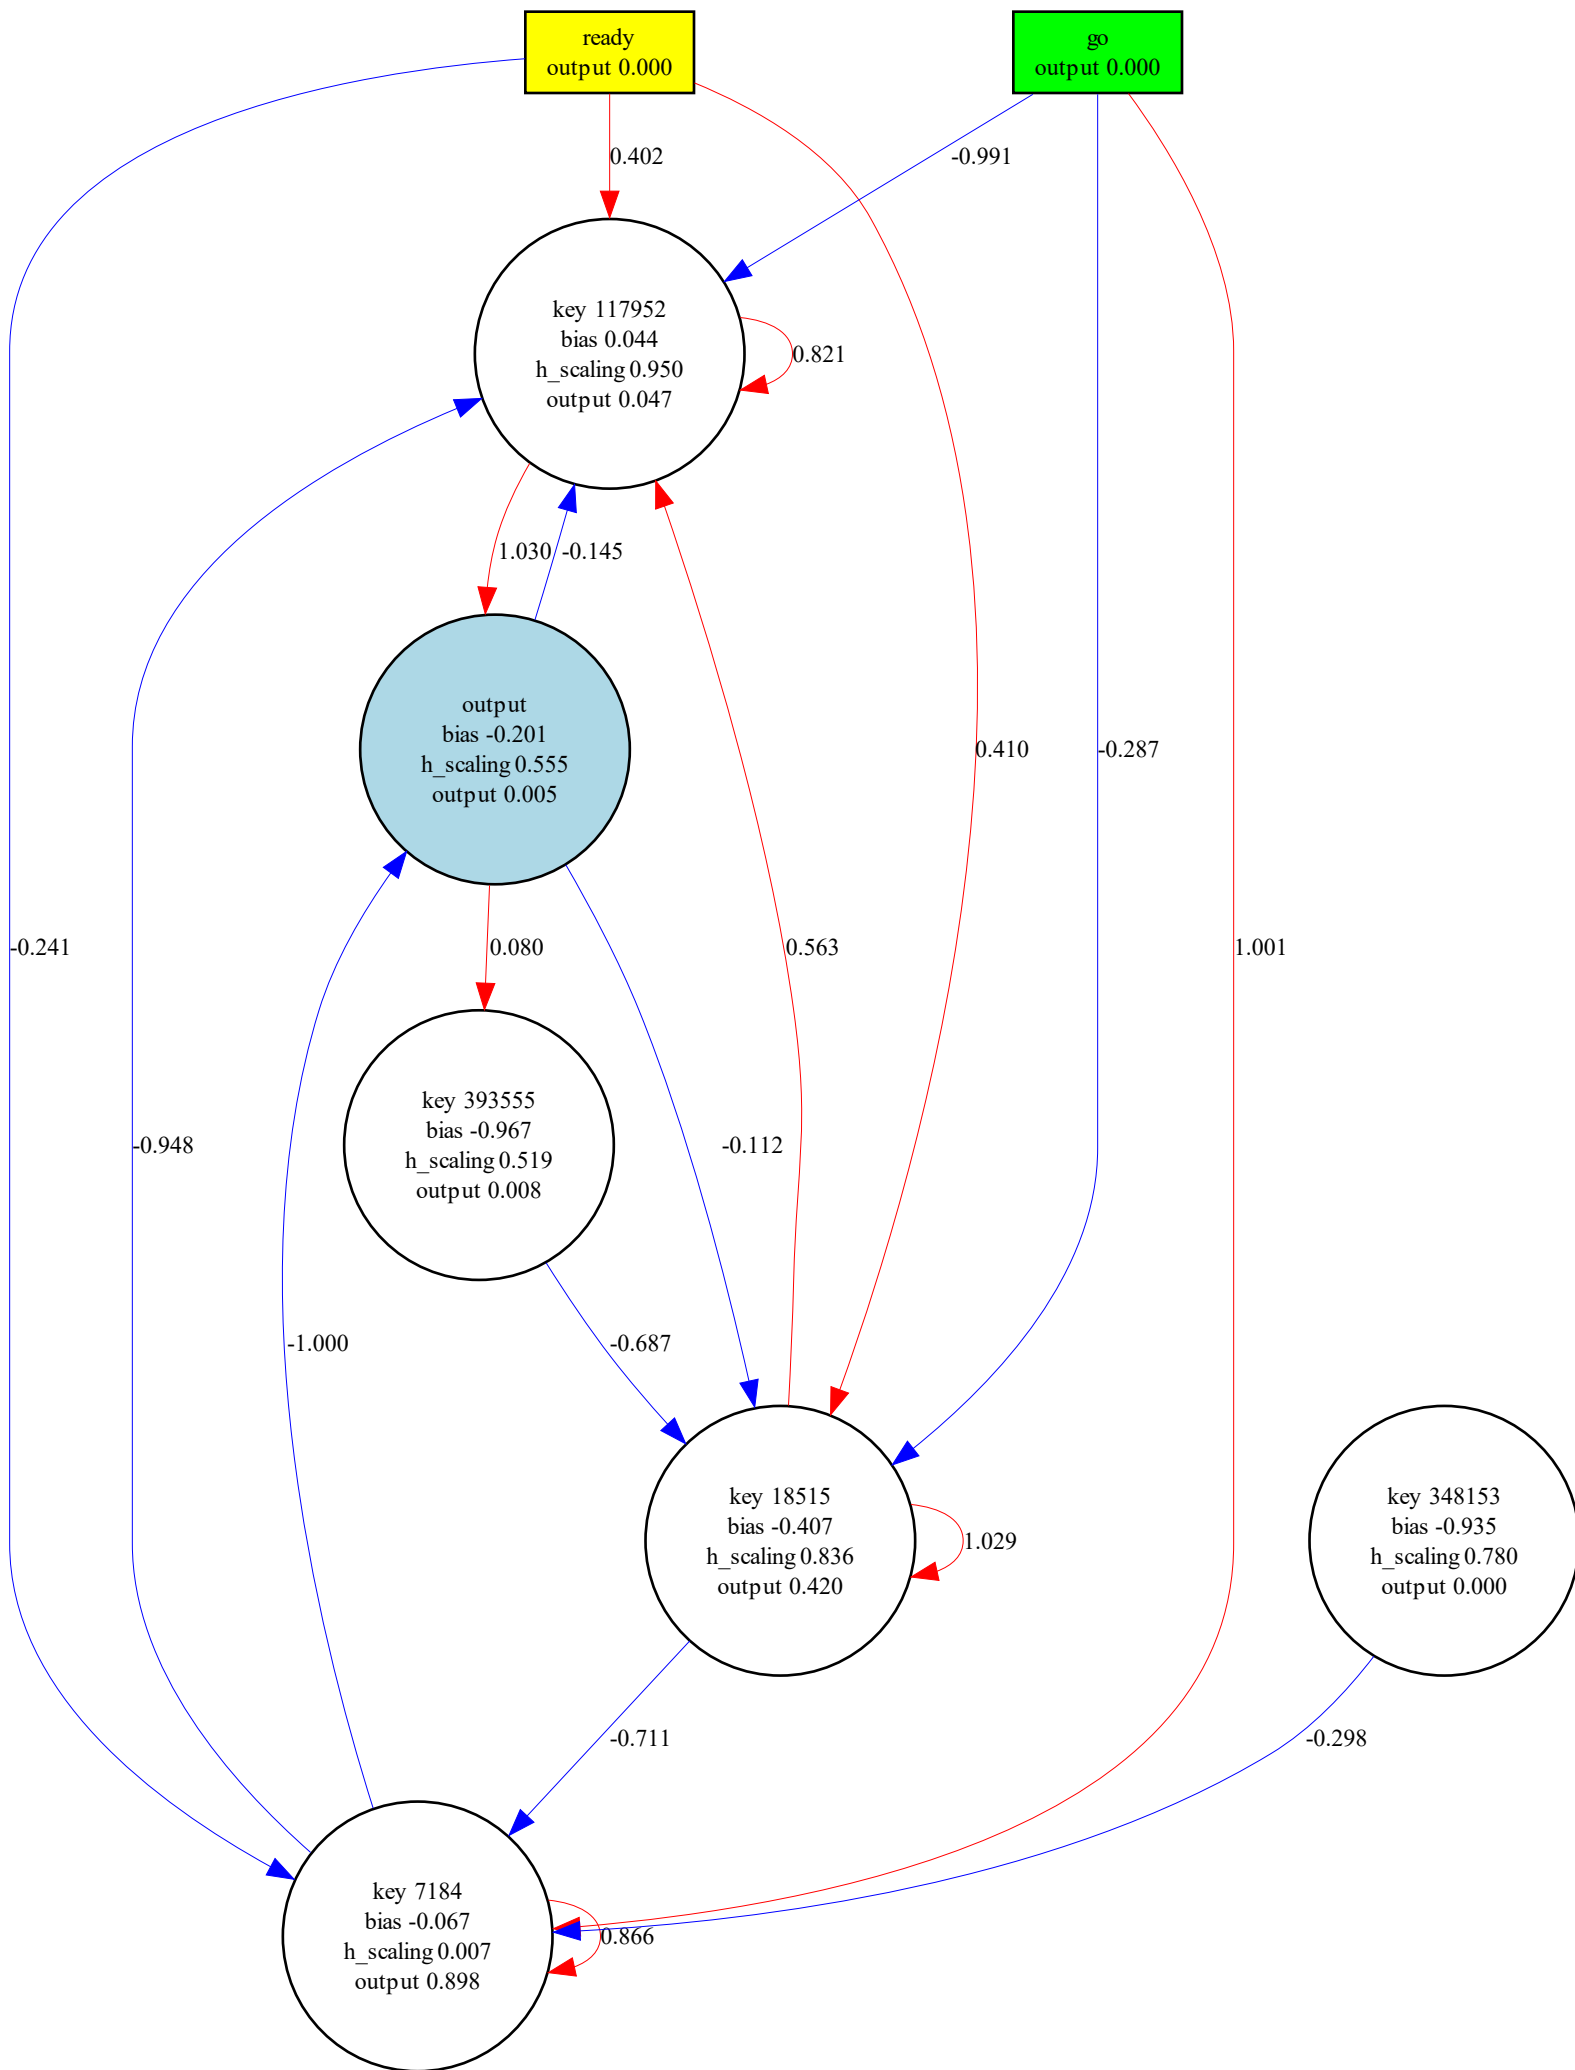 ready
output 0.000
go
output 0.000
0.402
-0.991
key 117952
bias 0.044
h_scaling 0.950
output 0.047
0.821
1.030
-0.145
output
bias -0.201
h_scaling 0.555
output 0.005
0.410
-0.287
-0.241
0.080
0.563
1.001
key 393555
bias -0.967
h_scaling 0.519
output 0.008
-0.948
-0.112
-1.000
-0.687
key 18515
bias -0.407
h_scaling 0.836
output 0.420
1.029
key 348153
bias -0.935
h_scaling 0.780
output 0.000
-0.711
-0.298
key 7184
bias -0.067
h_scaling 0.007
output 0.898
0.866